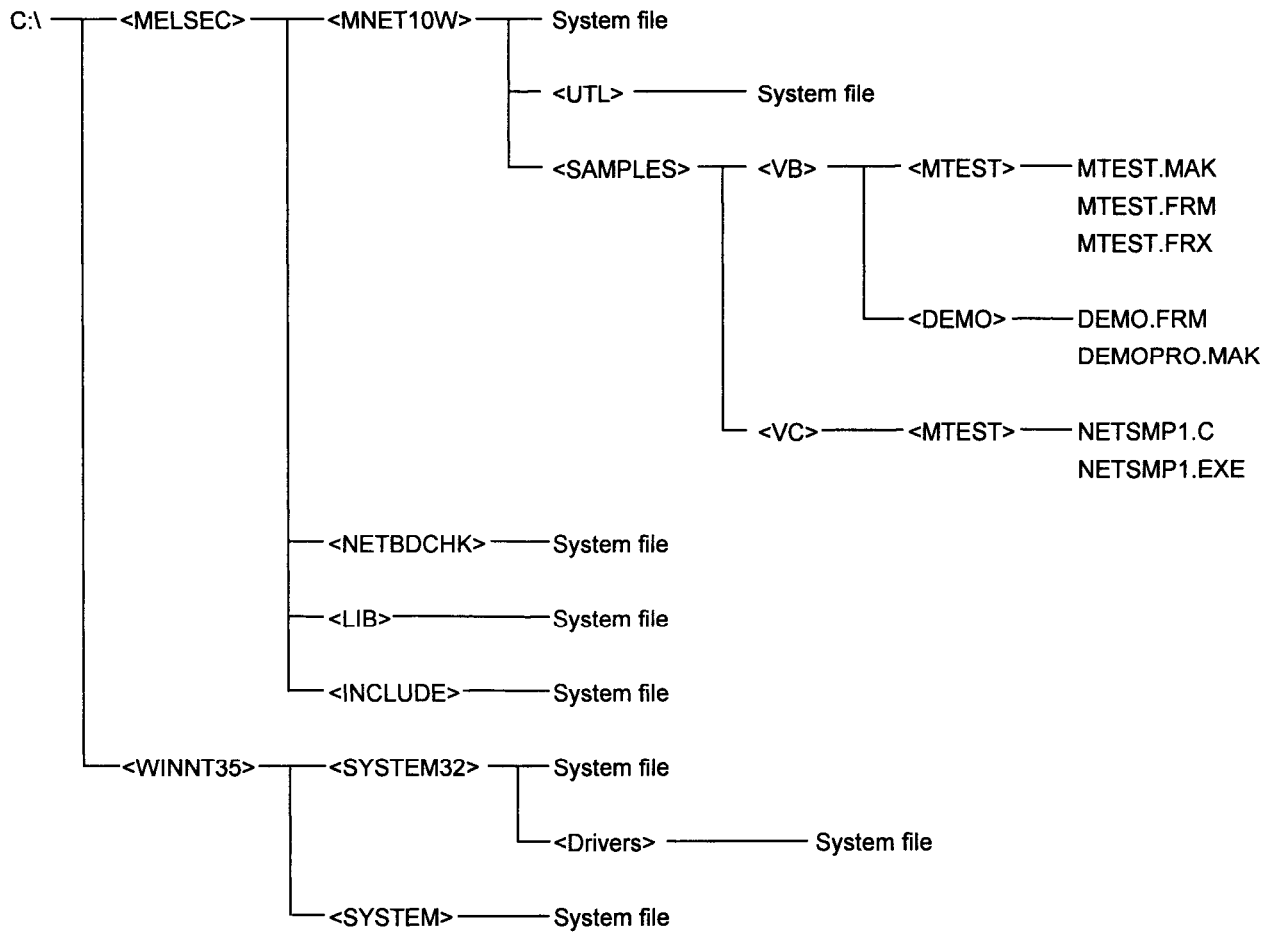 C:\ <MELSEC> <MNET10W> System file
<UTL> System file
<SAMPLES> <VB> <MTEST> MTEST.MAK
MTEST.FRM
MTEST.FRX
<DEMO> DEMO.FRM
DEMOPRO.MAK
<VC> <MTEST> NETSMP1.C
NETSMP1.EXE
<NETBDCHK> System file
<LIB> System file
<INCLUDE> System file
<WINNT35> <SYSTEM32> System file
<Drivers> System file
<SYSTEM> System file